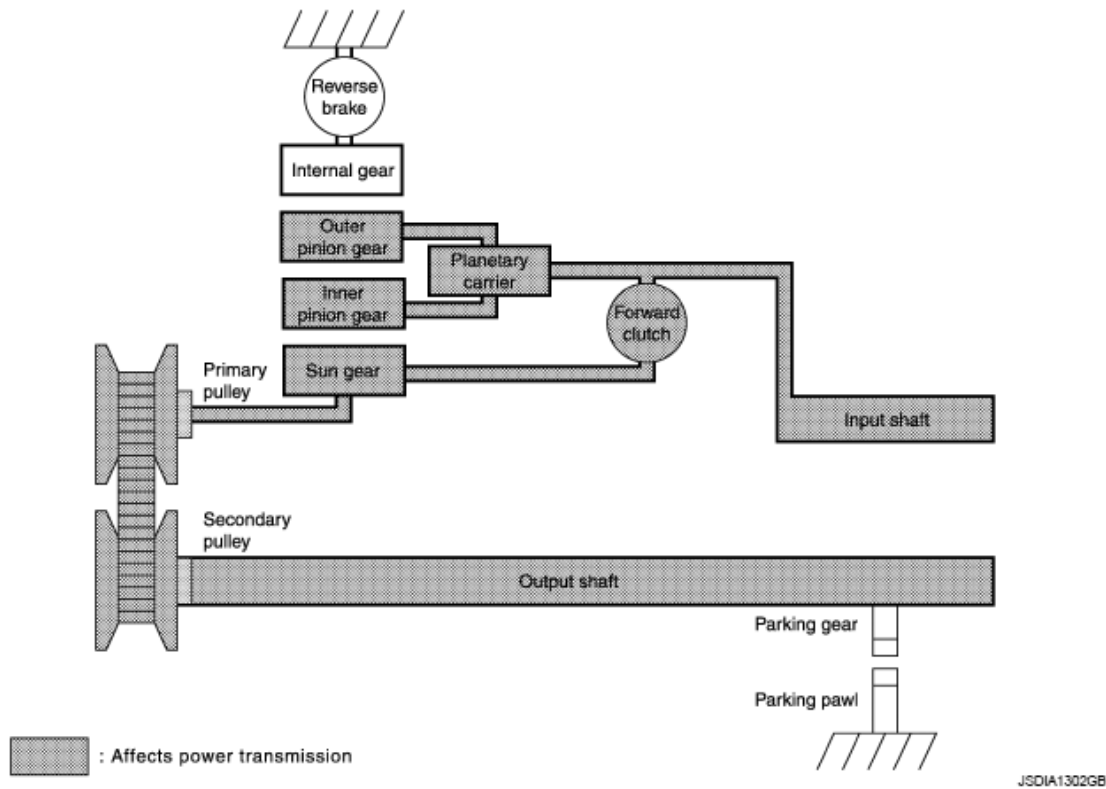 Reverse
brake
Internal gear
Outer
pinion gear
Planetary
carrier
Inner
pinion gear
Forward
clutch
Primary
pulley
Sun gear
Input shaft
Secondary
pulley
Output shaft
Parking gear
Parking pawl
: Affects power transmission
JSDIA1302GB